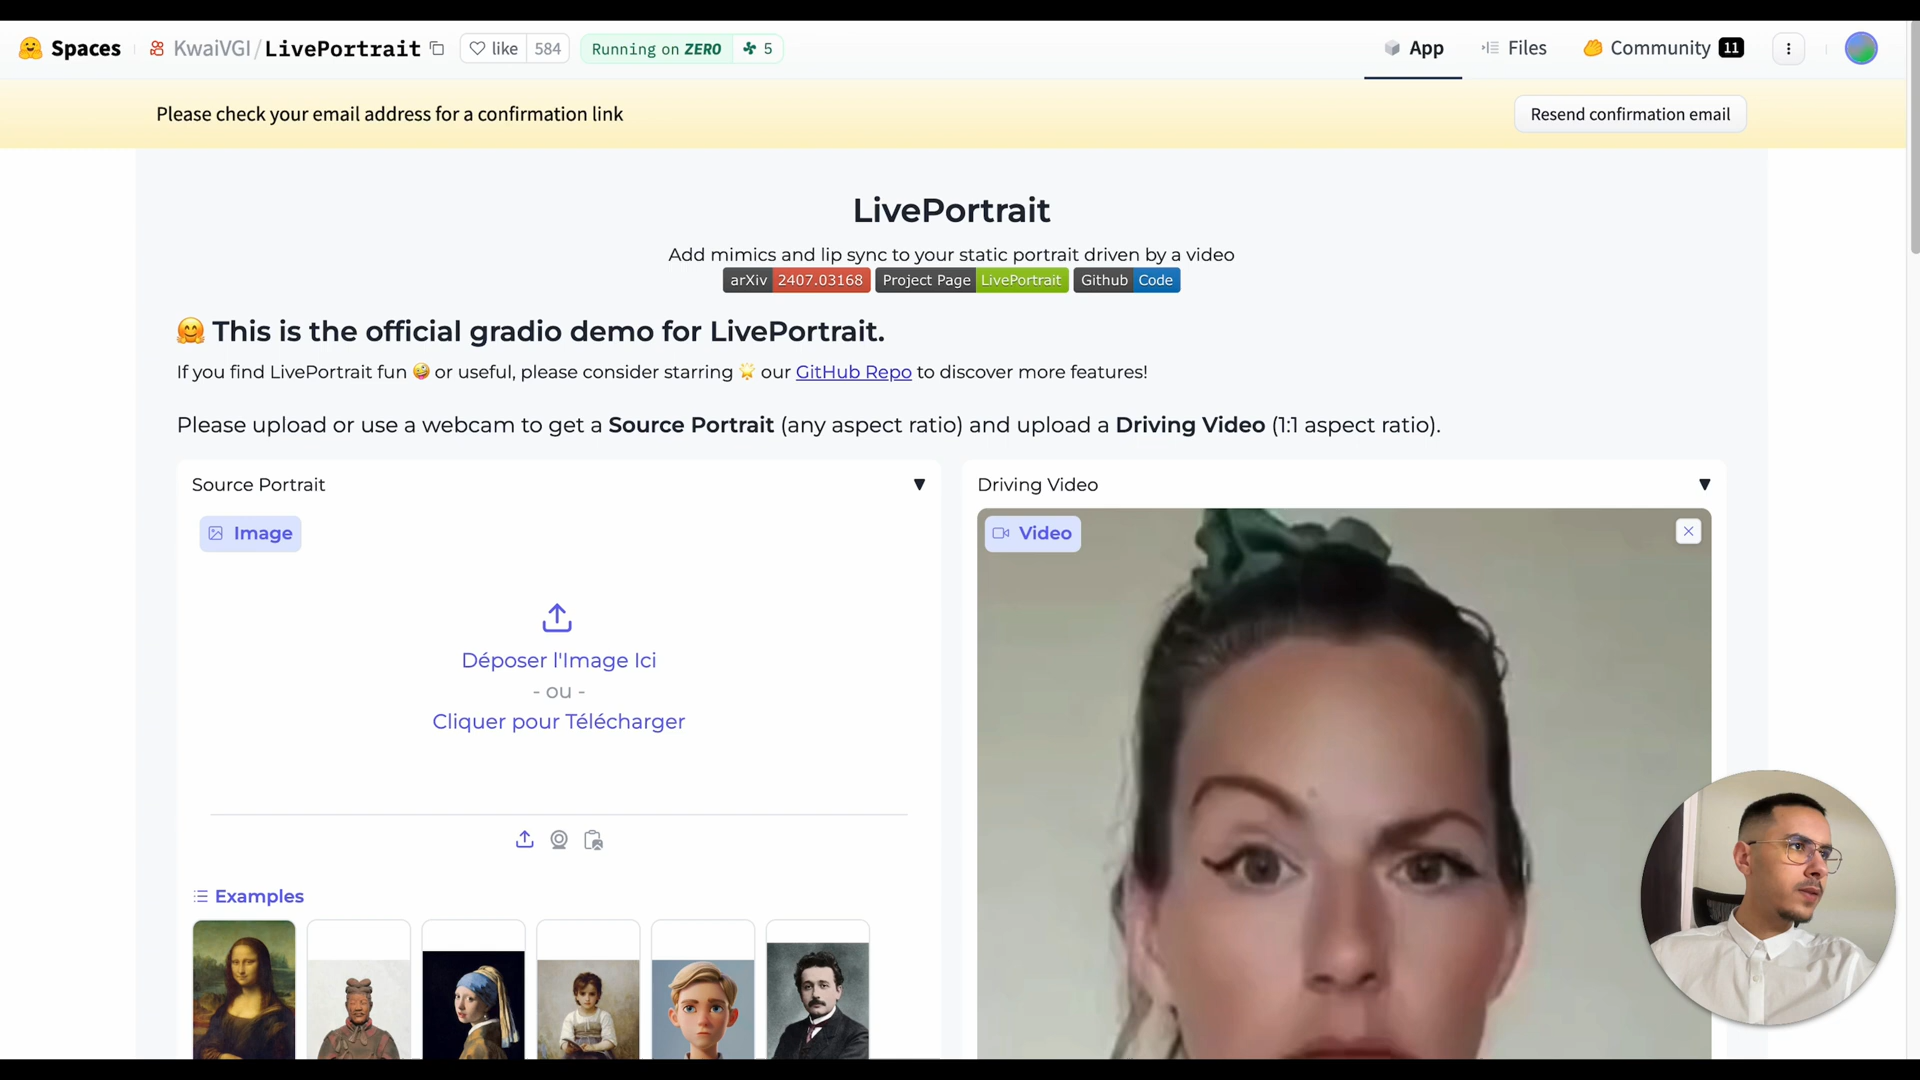 Spaces
KwaiVGI/LivePortrait
like 584
Running on ZERO 5
App
Files
Community 11
Please check your email address for a confirmation link
Resend confirmation email
LivePortrait
Add mimics and lip sync to your static portrait driven by a video
arXiv 2407.03168 Project Page LivePortrait Github Code
🤗 This is the official gradio demo for LivePortrait.
If you find LivePortrait fun 🤪 or useful, please consider starring 🌟 our GitHub Repo to discover more features!
Please upload or use a webcam to get a Source Portrait (any aspect ratio) and upload a Driving Video (1:1 aspect ratio).
Source Portrait ▼
Image
Déposer l'Image Ici
- ou -
Cliquer pour Télécharger
Examples
Driving Video ▼
Video